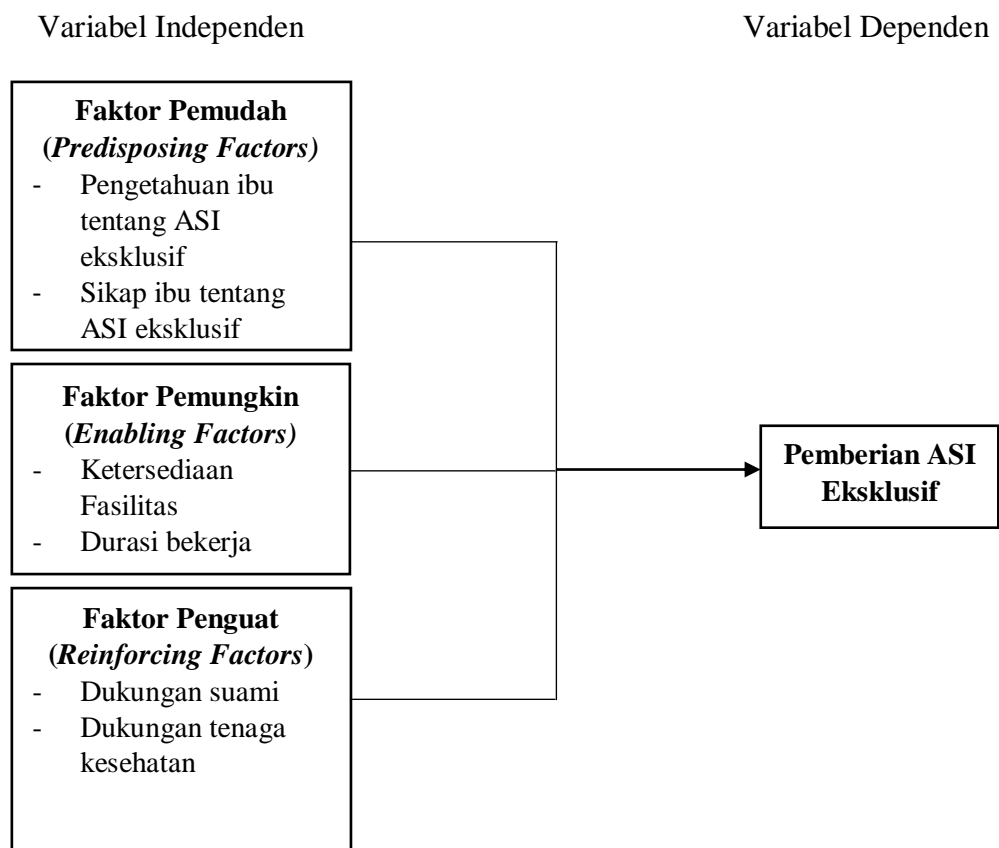 Variabel Independen
Variabel Dependen
Faktor Pemudah
(Predisposing Factors)
- Pengetahuan ibu
tentang ASI
eksklusif
- Sikap ibu tentang
ASI eksklusif
Faktor Pemungkin
(Enabling Factors)
- Ketersediaan
Fasilitas
- Durasi bekerja
Faktor Penguat
(Reinforcing Factors)
- Dukungan suami
- Dukungan tenaga
kesehatan
Pemberian ASI
Eksklusif